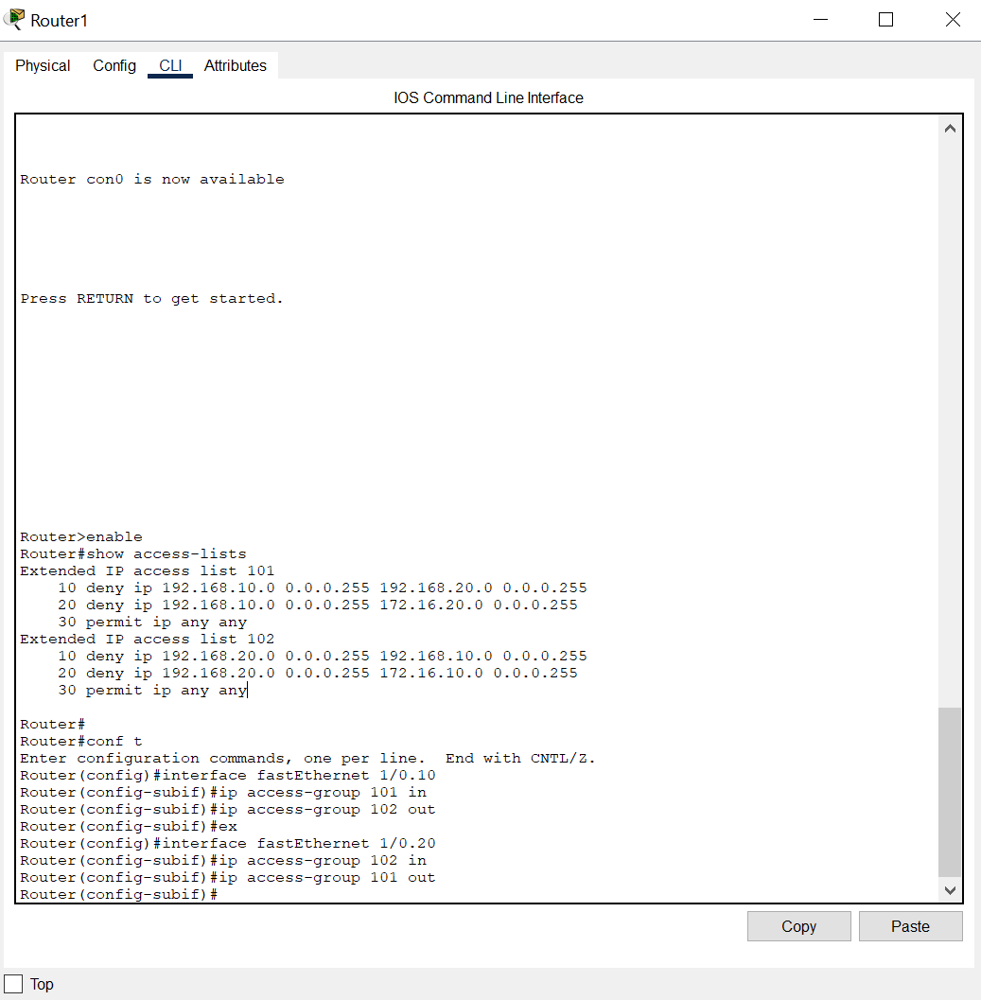 Router1
Physical Config CLI Attributes
IOS Command Line Interface
Router con0 is now available
Press RETURN to get started.
Router>enable
Router#show access-lists
Extended IP access list 101
    10 deny ip 192.168.10.0 0.0.0.255 192.168.20.0 0.0.0.255
    20 deny ip 192.168.10.0 0.0.0.255 172.16.20.0 0.0.0.255
    30 permit ip any any
Extended IP access list 102
    10 deny ip 192.168.20.0 0.0.0.255 192.168.10.0 0.0.0.255
    20 deny ip 192.168.20.0 0.0.0.255 172.16.10.0 0.0.0.255
    30 permit ip any any
Router#
Router#conf t
Enter configuration commands, one per line.  End with CNTL/Z.
Router(config)#interface fastEthernet 1/0.10
Router(config-subif)#ip access-group 101 in
Router(config-subif)#ip access-group 102 out
Router(config-subif)#ex
Router(config)#interface fastEthernet 1/0.20
Router(config-subif)#ip access-group 102 in
Router(config-subif)#ip access-group 101 out
Router(config-subif)#
Copy Paste
Top